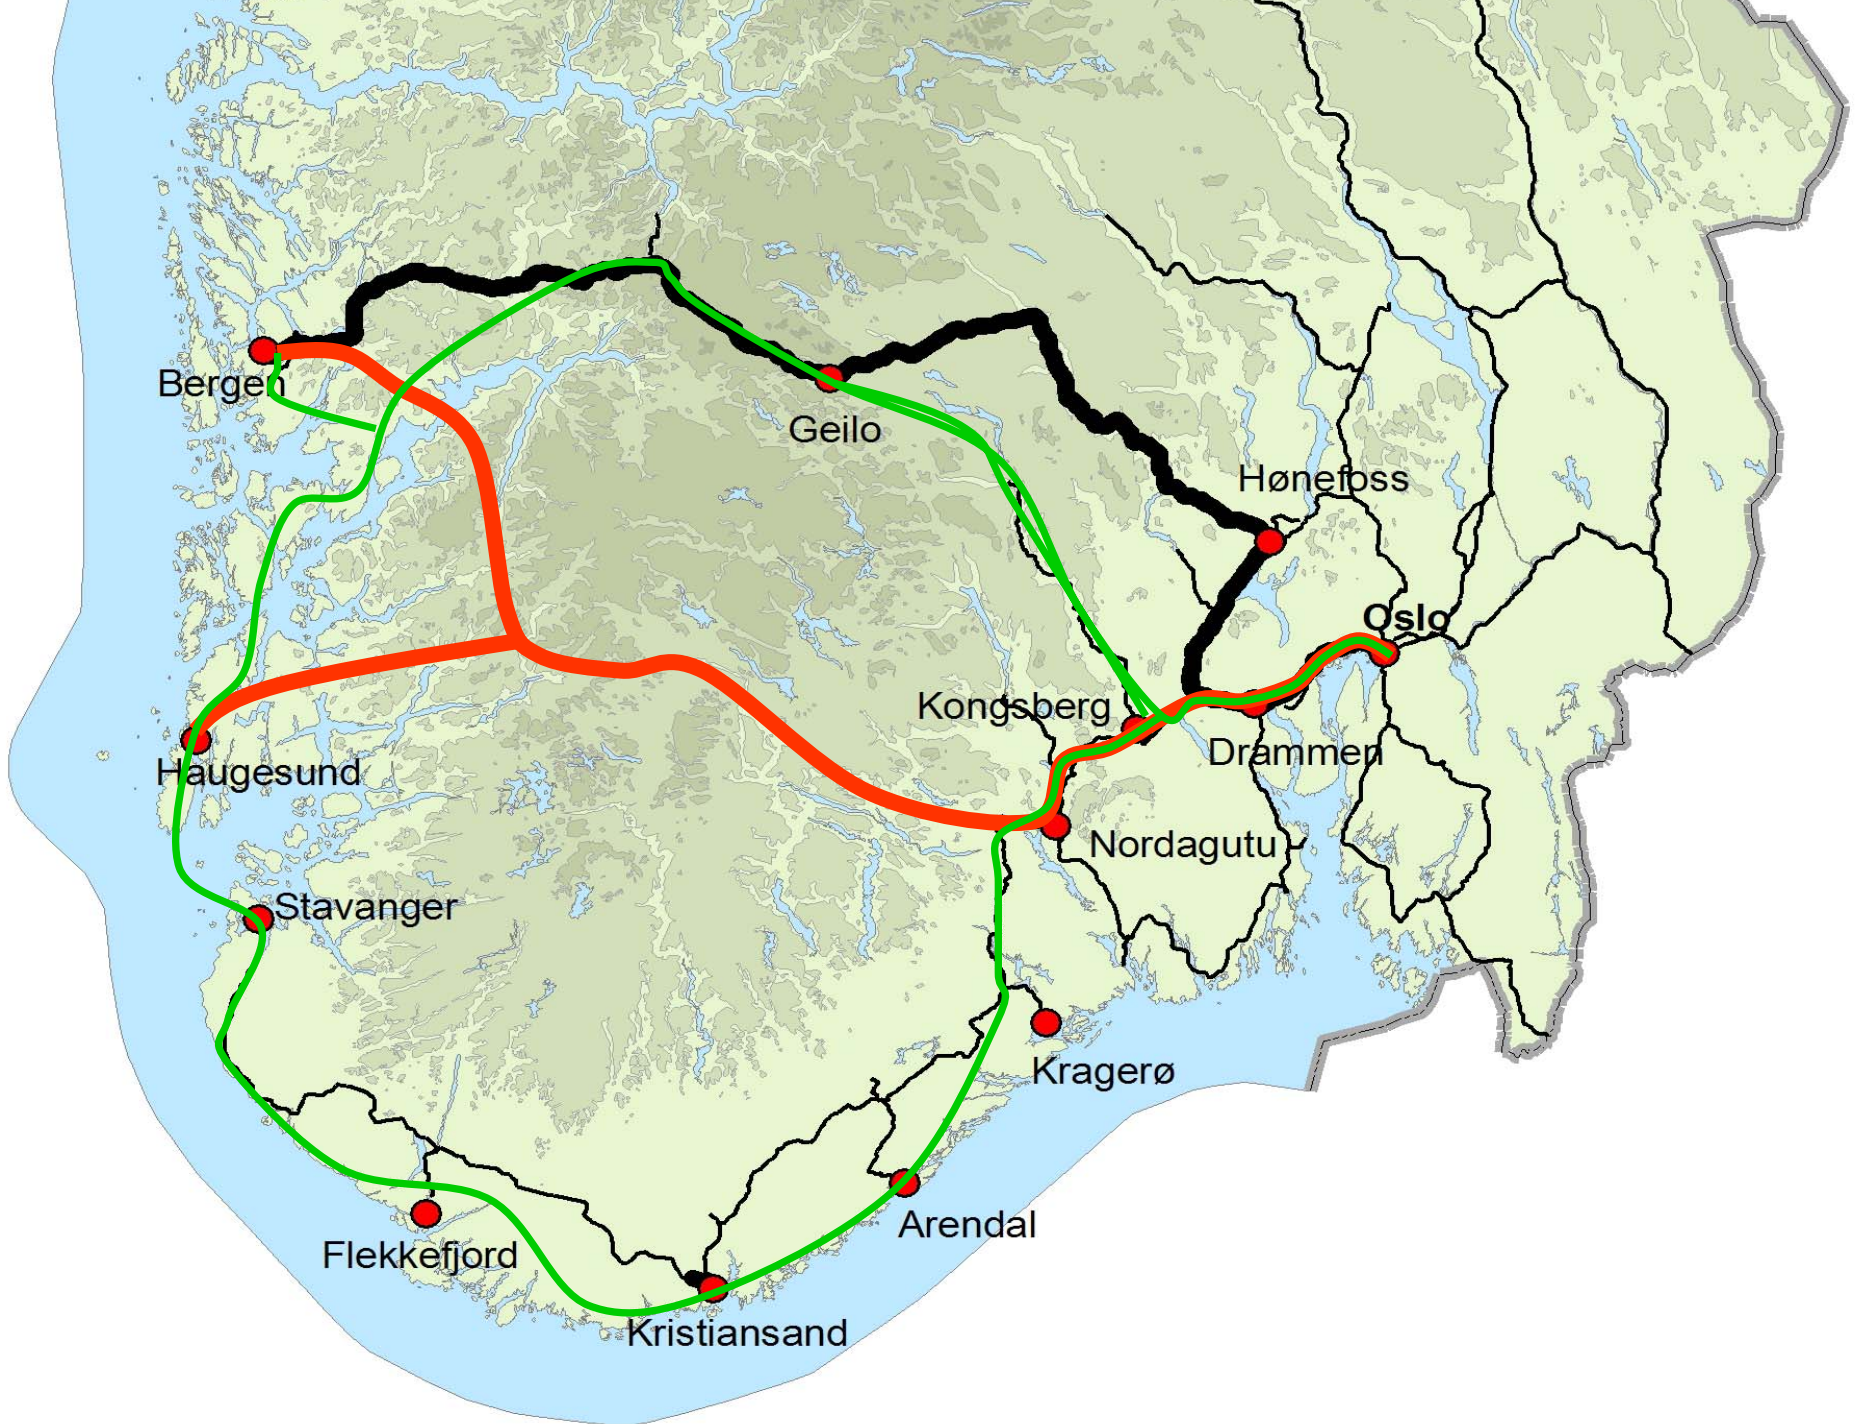 Bergen
Geilo
Hønefoss
Oslo
Kongsberg
Drammen
Haugesund
Nordagutu
Stavanger
Kragerø
Arendal
Flekkefjord
Kristiansand